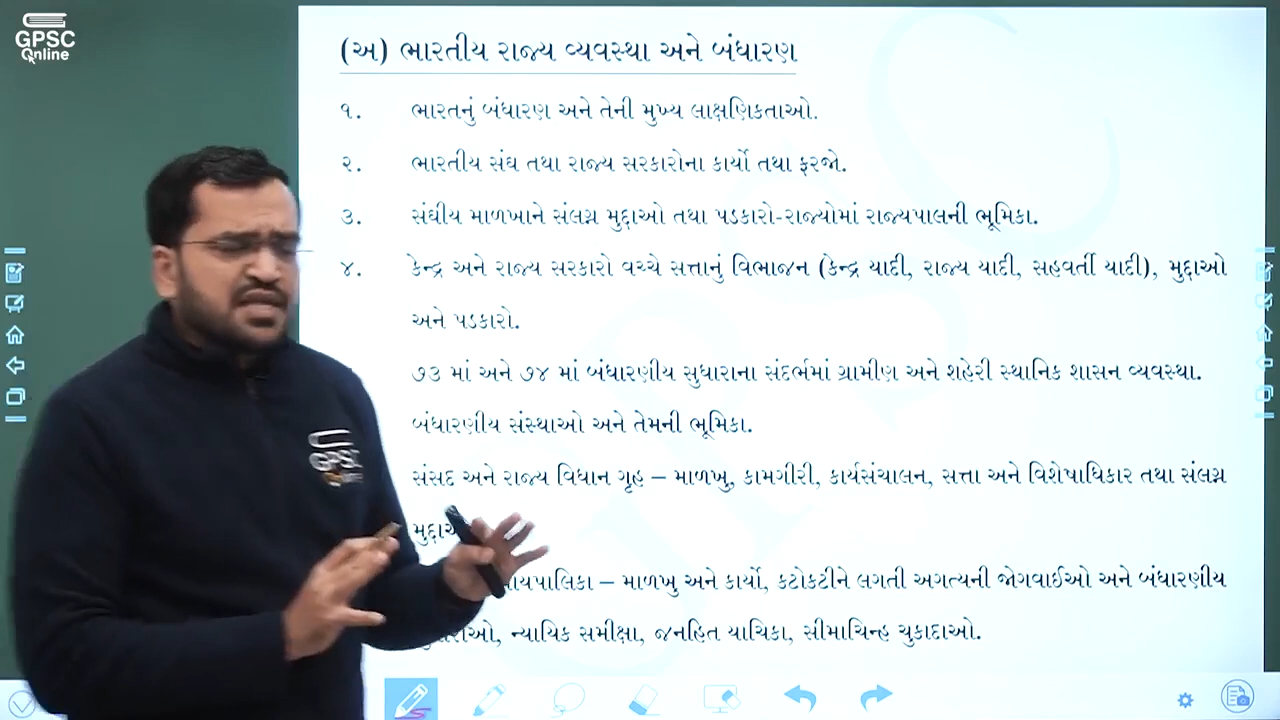 GPSC
Online
(અ) ભારતીય રાજ્ય વ્યવસ્થા અને બંધારણ
૧. ભારતનું બંધારણ અને તેની મુખ્ય લાક્ષણિકતાઓ.
૨. ભારતીય સંઘ તથા રાજ્ય સરકારોના કાર્યો તથા ફરજો.
૩. સંઘીય માળખાને સંલગ્ન મુદ્દાઓ તથા પડકારો-રાજ્યોમાં રાજ્યપાલની ભૂમિકા.
૪. કેન્દ્ર અને રાજ્ય સરકારો વચ્ચે સત્તાનું વિભાજન (કેન્દ્ર યાદી, રાજ્ય યાદી, સહવર્તી યાદી), મુદ્દાઓ
અને પડકારો.
૭૩ માં અને ૭૪ માં બંધારણીય સુધારાના સંદર્ભમાં ગ્રામીણ અને શહેરી સ્થાનિક શાસન વ્યવસ્થા.
બંધારણીય સંસ્થાઓ અને તેમની ભૂમિકા.
સંસદ અને રાજ્ય વિધાન ગૃહ – માળખુ, કામગીરી, કાર્યસંચાલન, સત્તા અને વિશેષાધિકાર તથા સંલગ્ન
– માળખુ અને કાર્યો, કટોકટીને લગતી અગત્યની જોગવાઈઓ અને બંધારણીય
ન્યાયિક સમીક્ષા, જનહિત યાચિકા, સીમાચિન્હ ચુકાદાઓ.
GPSC